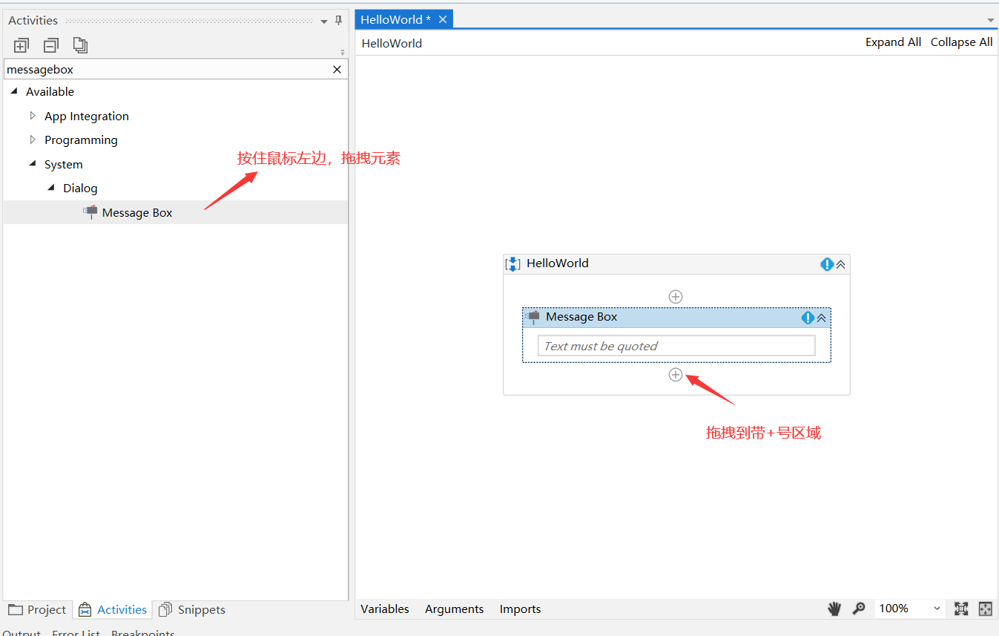 Activities
messagebox
Available
App Integration
Programming
System
Dialog
Message Box
按住鼠标左边，拖拽元素
HelloWorld *
HelloWorld
Expand All Collapse All
HelloWorld
Message Box
Text must be quoted
拖拽到带+号区域
Project Activities Snippets
Variables Arguments Imports
100%
Output Error List Breakpoints